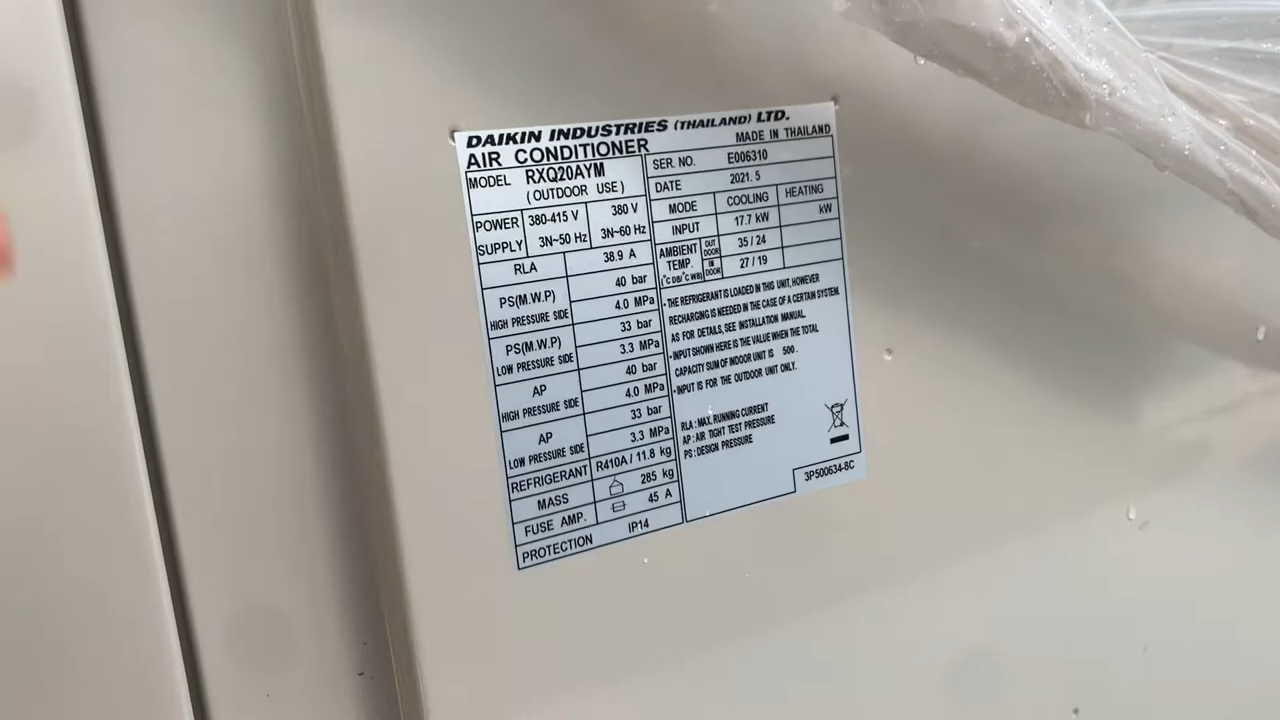 DAIKIN INDUSTRIES (THAILAND) LTD.
AIR CONDITIONER
MADE IN THAILAND
MODEL RXQ20AYM
(OUTDOOR USE)
POWER SUPPLY 380-415 V 3N~50 Hz 380 V 3N~60 Hz
RLA 38.9 A
PS(M.W.P) HIGH PRESSURE SIDE 40 bar
4.0 MPa
PS(M.W.P) LOW PRESSURE SIDE 33 bar
3.3 MPa
AP HIGH PRESSURE SIDE 40 bar
4.0 MPa
AP LOW PRESSURE SIDE 33 bar
3.3 MPa
REFRIGERANT R410A / 11.8 kg
MASS 285 kg
FUSE AMP. 45 A
PROTECTION IP14
SER. NO. E006310
DATE 2021. 5
MODE COOLING HEATING
INPUT 17.7 kW kW
AMBIENT TEMP. (°C DB/°C WB) OUT DOOR 35 / 24
IN DOOR 27 / 19
• THE REFRIGERANT IS LOADED IN THIS UNIT, HOWEVER
RECHARGING IS NEEDED IN THE CASE OF A CERTAIN SYSTEM.
AS FOR DETAILS, SEE INSTALLATION MANUAL.
• INPUT SHOWN HERE IS THE VALUE WHEN THE TOTAL
CAPACITY SUM OF INDOOR UNIT IS 500.
• INPUT IS FOR THE OUTDOOR UNIT ONLY.
RLA : MAX. RUNNING CURRENT
AP : AIR TIGHT TEST PRESSURE
PS : DESIGN PRESSURE
3P500634-8C